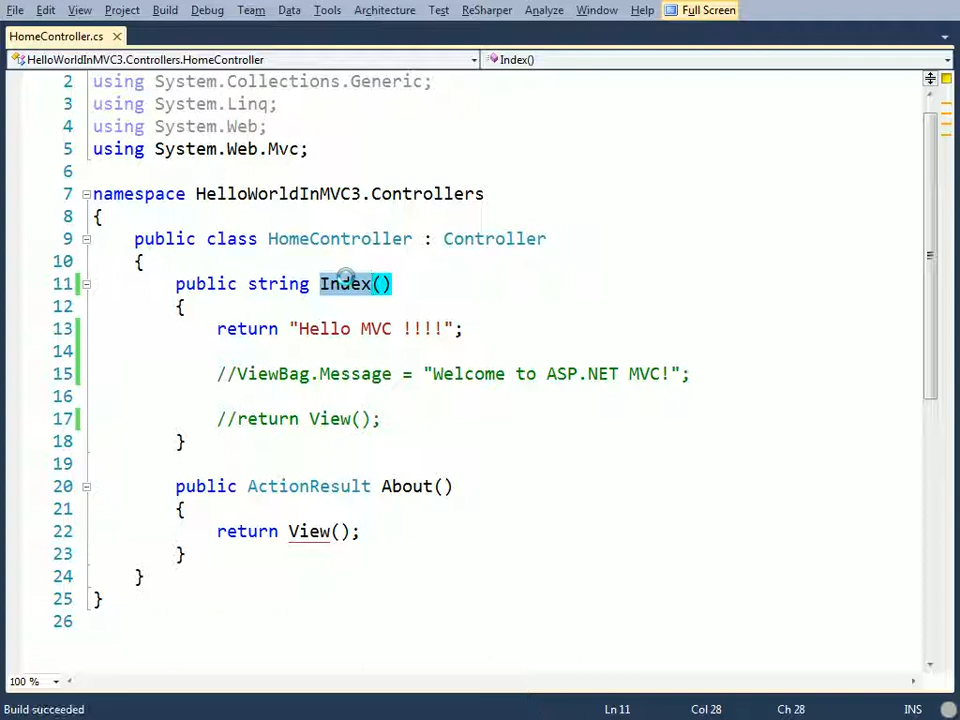 File Edit View Project Build Debug Team Data Tools Architecture Test ReSharper Analyze Window Help Full Screen
HomeController.cs
HelloWorldInMVC3.Controllers.HomeController Index()
2 using System.Collections.Generic;
3 using System.Linq;
4 using System.Web;
5 using System.Web.Mvc;
6
7 namespace HelloWorldInMVC3.Controllers
8 {
9 public class HomeController : Controller
10 {
11 public string Index()
12 {
13 return "Hello MVC !!!!";
14
15 //ViewBag.Message = "Welcome to ASP.NET MVC!";
16
17 //return View();
18 }
19
20 public ActionResult About()
21 {
22 return View();
23 }
24 }
25 }
26
100 %
Build succeeded Ln 11 Col 28 Ch 28 INS